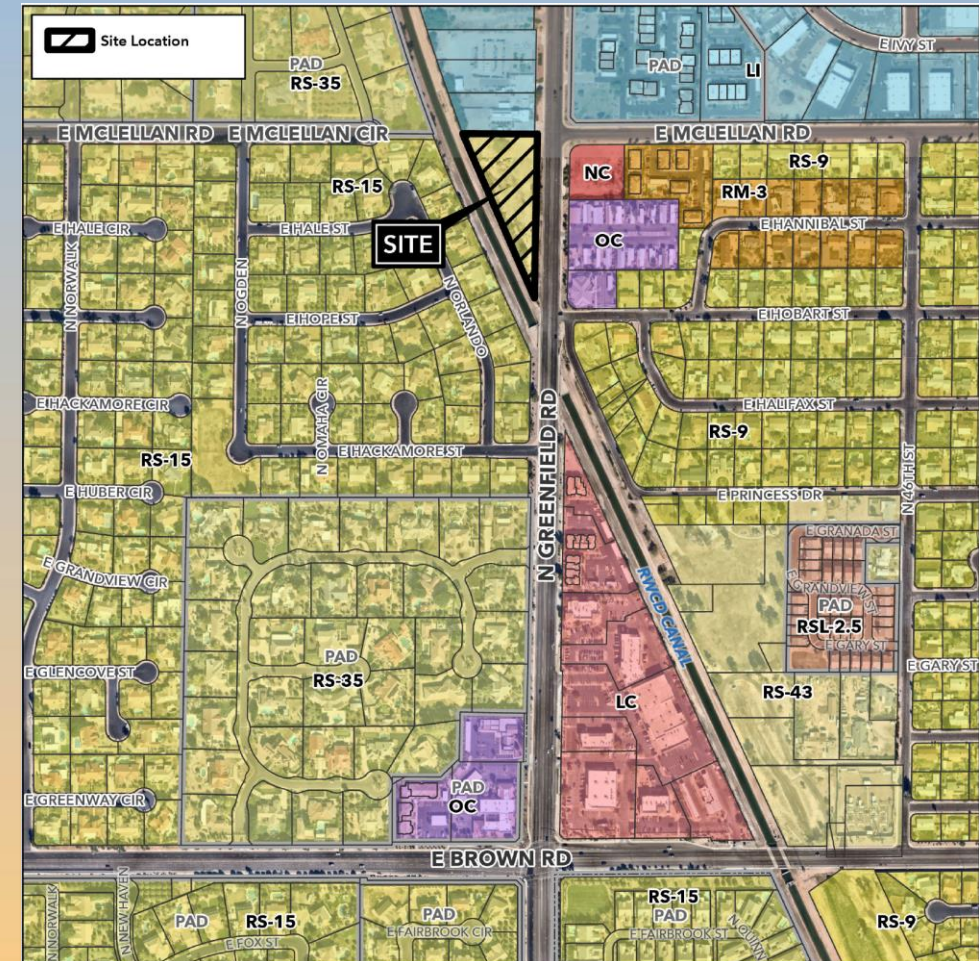 Site Location
PAD
RS-35
PAD
LI
E IVY ST
E MCLELLAN RD
E MCLELLAN CIR
E MCLELLAN RD
RS-15
NC
RS-9
RM-3
E HALE CIR
E HALE ST
SITE
OC
E HANNIBAL ST
N NORWALK
N OGDEN
E HOPE ST
N ORLANDO
E HOBART ST
E HACKAMORE CIR
N OMAHA CIR
E HALIFAX ST
N GREENFIELD RD
RS-9
RS-15
E HACKAMORE ST
N 46TH ST
E HUBER CIR
E PRINCESS DR
E GRANADA ST
E GRANDVIEW CIR
RWCD CANAL
E GRANDVIEW ST
PAD
RSL-2.5
E GARY ST
PAD
RS-35
E GLENCOVE ST
E GARY ST
LC
RS-43
PAD
OC
E GREENWAY CIR
E BROWN RD
N NORWALK
N NEW HAVEN
PAD
RS-15
E FOX ST
PAD
E FAIRBROOK CIR
RS-15
PAD
E FAIRBROOK ST
N QUINN
RS-9